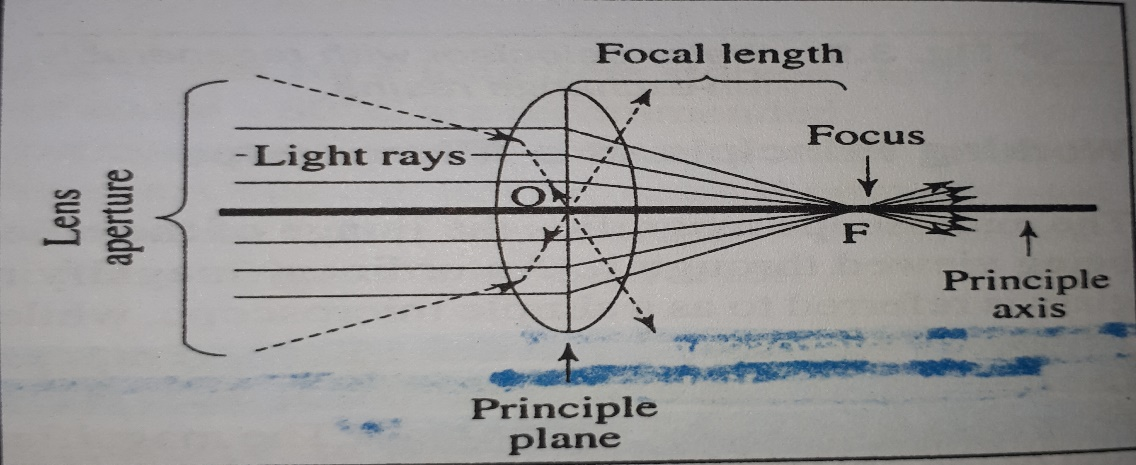 Focal length
Focus
Light rays
Lens
aperture
O
F
Principle
axis
Principle
plane